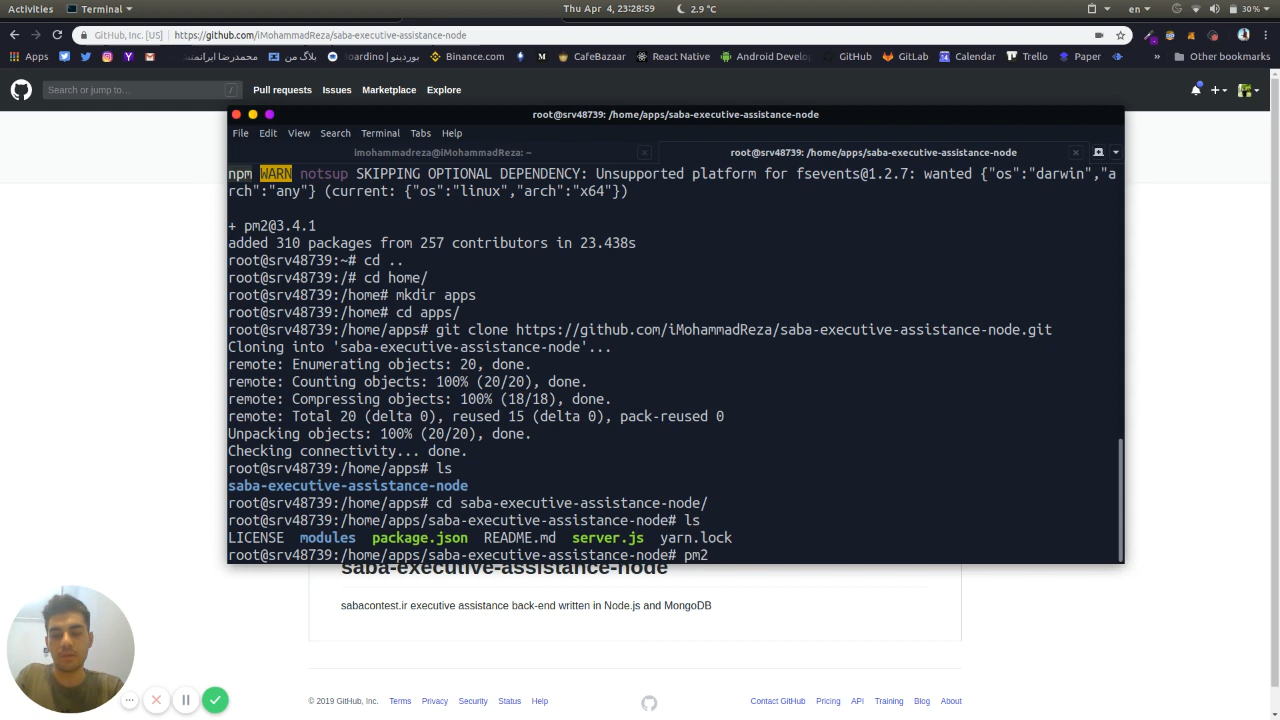 Activities
Terminal
Thu Apr 4, 23:28:59
2.9 °C
en
30%
GitHub, Inc. [US]
https://github.com/iMohammadReza/saba-executive-assistance-node
Apps
محمدرضا ایرانمنش
بلاگ من
بوردینو | Boardino
Binance.com
M
CafeBazaar
React Native
Android Develo
GitHub
GitLab
Calendar
Trello
Paper
»
Other bookmarks
Search or jump to…
/
Pull requests
Issues
Marketplace
Explore
root@srv48739: /home/apps/saba-executive-assistance-node
File Edit View Search Terminal Tabs Help
imohammadreza@iMohammadReza: ~
root@srv48739: /home/apps/saba-executive-assistance-node
npm WARN notsup SKIPPING OPTIONAL DEPENDENCY: Unsupported platform for fsevents@1.2.7: wanted {"os":"darwin","a
rch":"any"} (current: {"os":"linux","arch":"x64"})
+ pm2@3.4.1
added 310 packages from 257 contributors in 23.438s
root@srv48739:~# cd ..
root@srv48739:/# cd home/
root@srv48739:/home# mkdir apps
root@srv48739:/home# cd apps/
root@srv48739:/home/apps# git clone https://github.com/iMohammadReza/saba-executive-assistance-node.git
Cloning into 'saba-executive-assistance-node'...
remote: Enumerating objects: 20, done.
remote: Counting objects: 100% (20/20), done.
remote: Compressing objects: 100% (18/18), done.
remote: Total 20 (delta 0), reused 15 (delta 0), pack-reused 0
Unpacking objects: 100% (20/20), done.
Checking connectivity... done.
root@srv48739:/home/apps# ls
saba-executive-assistance-node
root@srv48739:/home/apps# cd saba-executive-assistance-node/
root@srv48739:/home/apps/saba-executive-assistance-node# ls
LICENSE modules package.json README.md server.js yarn.lock
root@srv48739:/home/apps/saba-executive-assistance-node# pm2
saba-executive-assistance-node
sabacontest.ir executive assistance back-end written in Node.js and MongoDB
© 2019 GitHub, Inc. Terms Privacy Security Status Help
Contact GitHub Pricing API Training Blog About